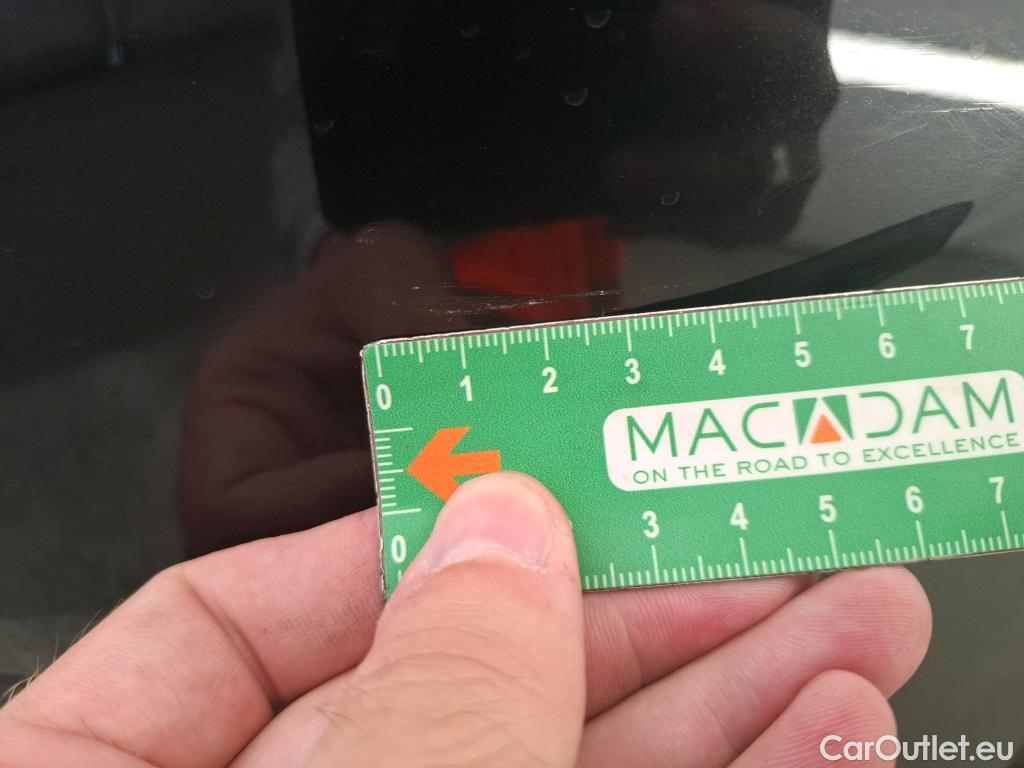 0 1 2 3 4 5 6 7
MACADAM
ON THE ROAD TO EXCELLENCE
0 3 4 5 6 7
CarOutlet.eu